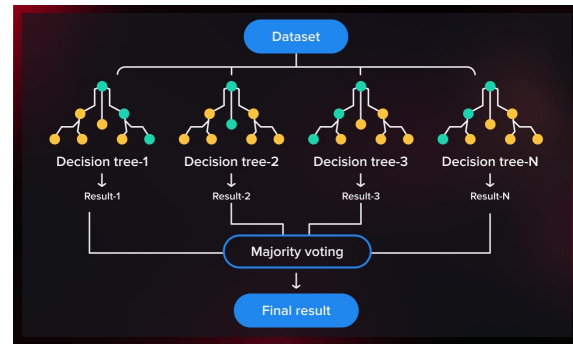 Dataset
Decision tree-1
Decision tree-2
Decision tree-3
Decision tree-N
Result-1
Result-2
Result-3
Result-N
Majority voting
Final result